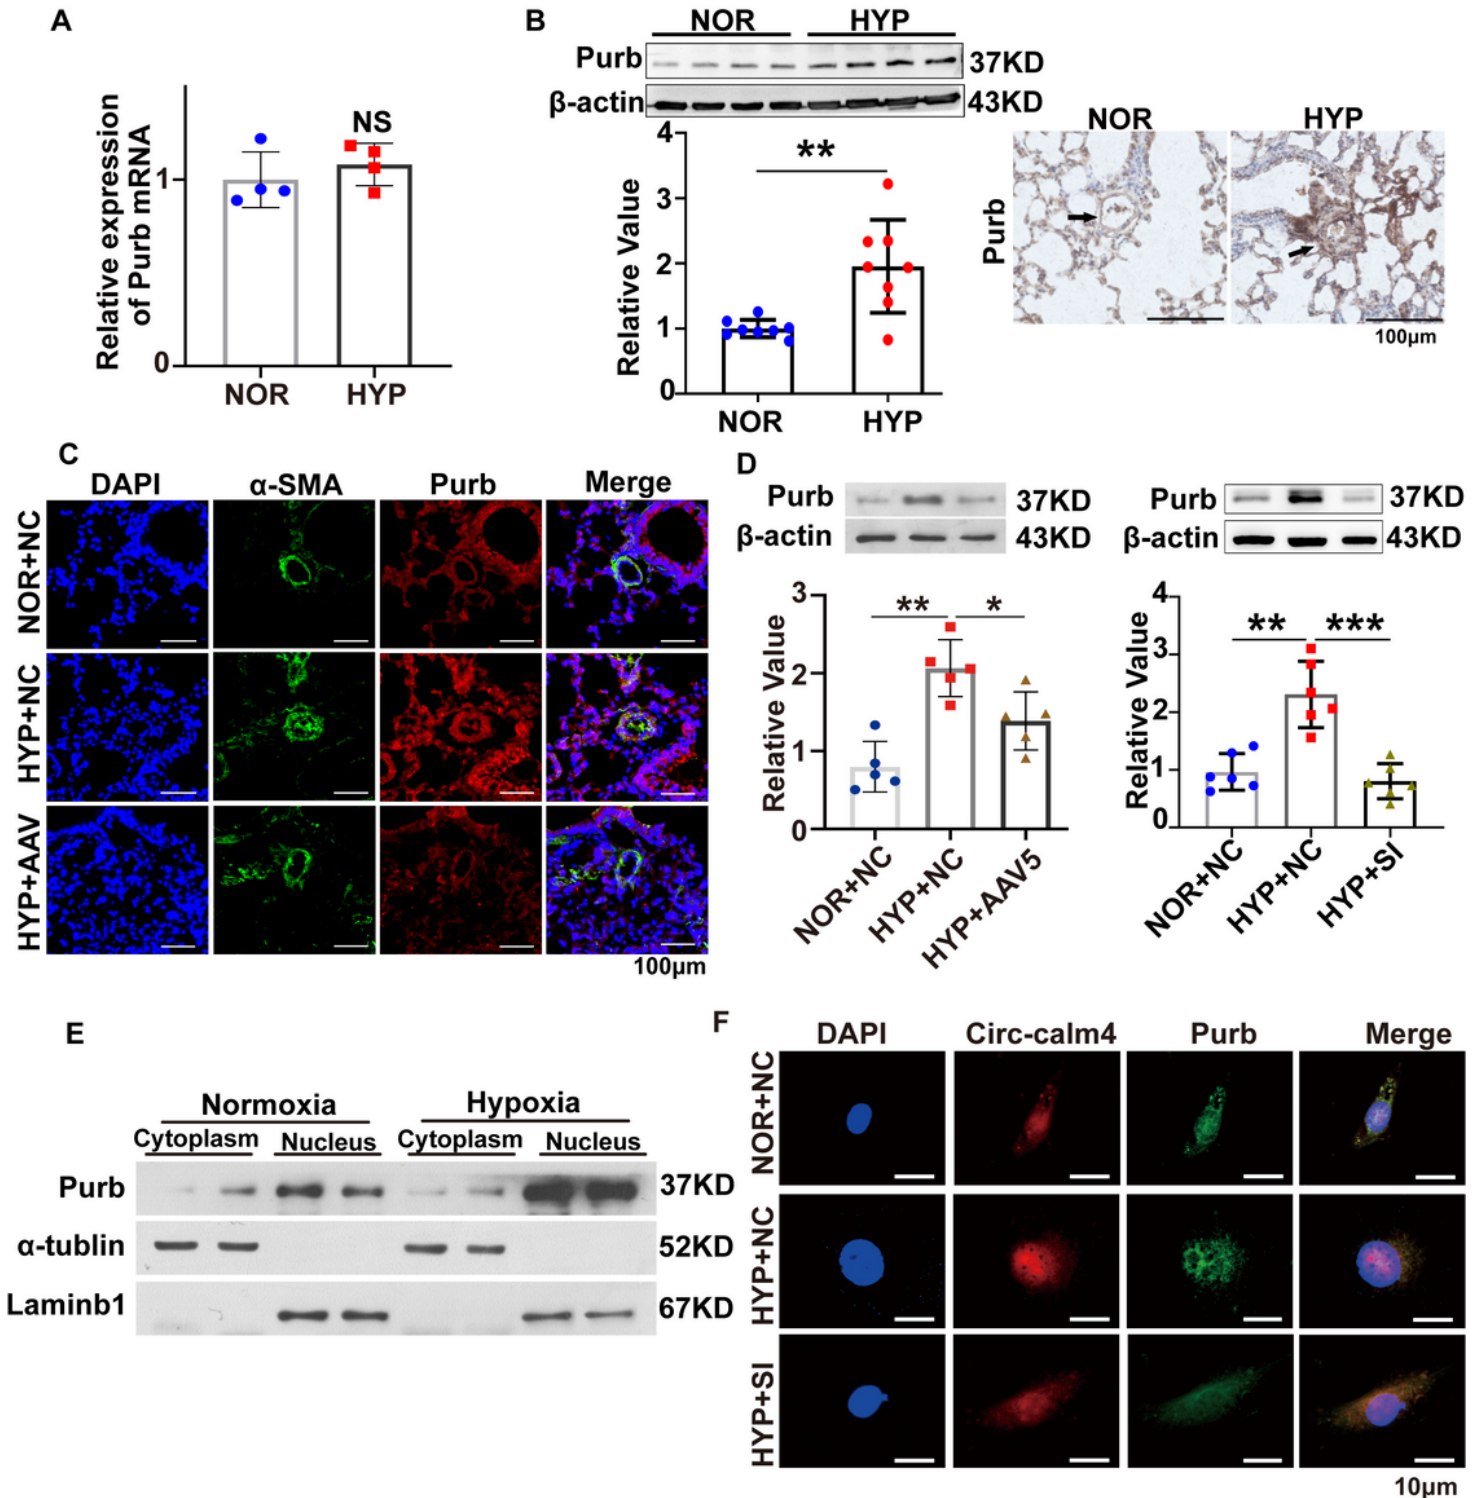 A
Relative expression
of Purb mRNA
NS
1
0
NOR HYP
B
NOR HYP
Purb 37KD
β-actin 43KD
Relative Value
**
4
3
2
1
0
NOR HYP
NOR HYP
Purb
100μm
C
DAPI α-SMA Purb Merge
NOR+NC
HYP+NC
HYP+AAV
100μm
D
Purb 37KD
β-actin 43KD
Relative Value
** *
3
2
1
0
NOR+NC
HYP+NC
HYP+AAV5
Purb 37KD
β-actin 43KD
Relative Value
** ***
4
3
2
1
0
NOR+NC
HYP+NC
HYP+SI
E
Normoxia Hypoxia
Cytoplasm Nucleus Cytoplasm Nucleus
Purb 37KD
α-tublin 52KD
Laminb1 67KD
F
DAPI Circ-calm4 Purb Merge
NOR+NC
HYP+NC
HYP+SI
10μm